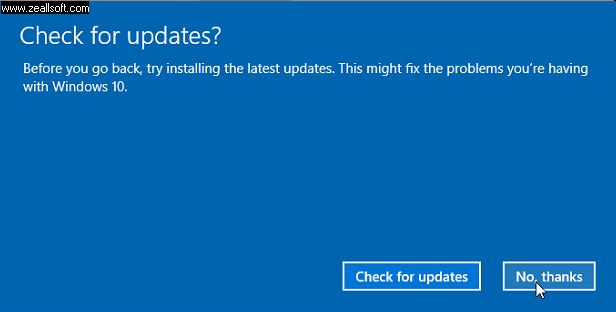 www.zeallsoft.com
Check for updates?
Before you go back, try installing the latest updates. This might fix the problems you're having
with Windows 10.
Check for updates
No, thanks